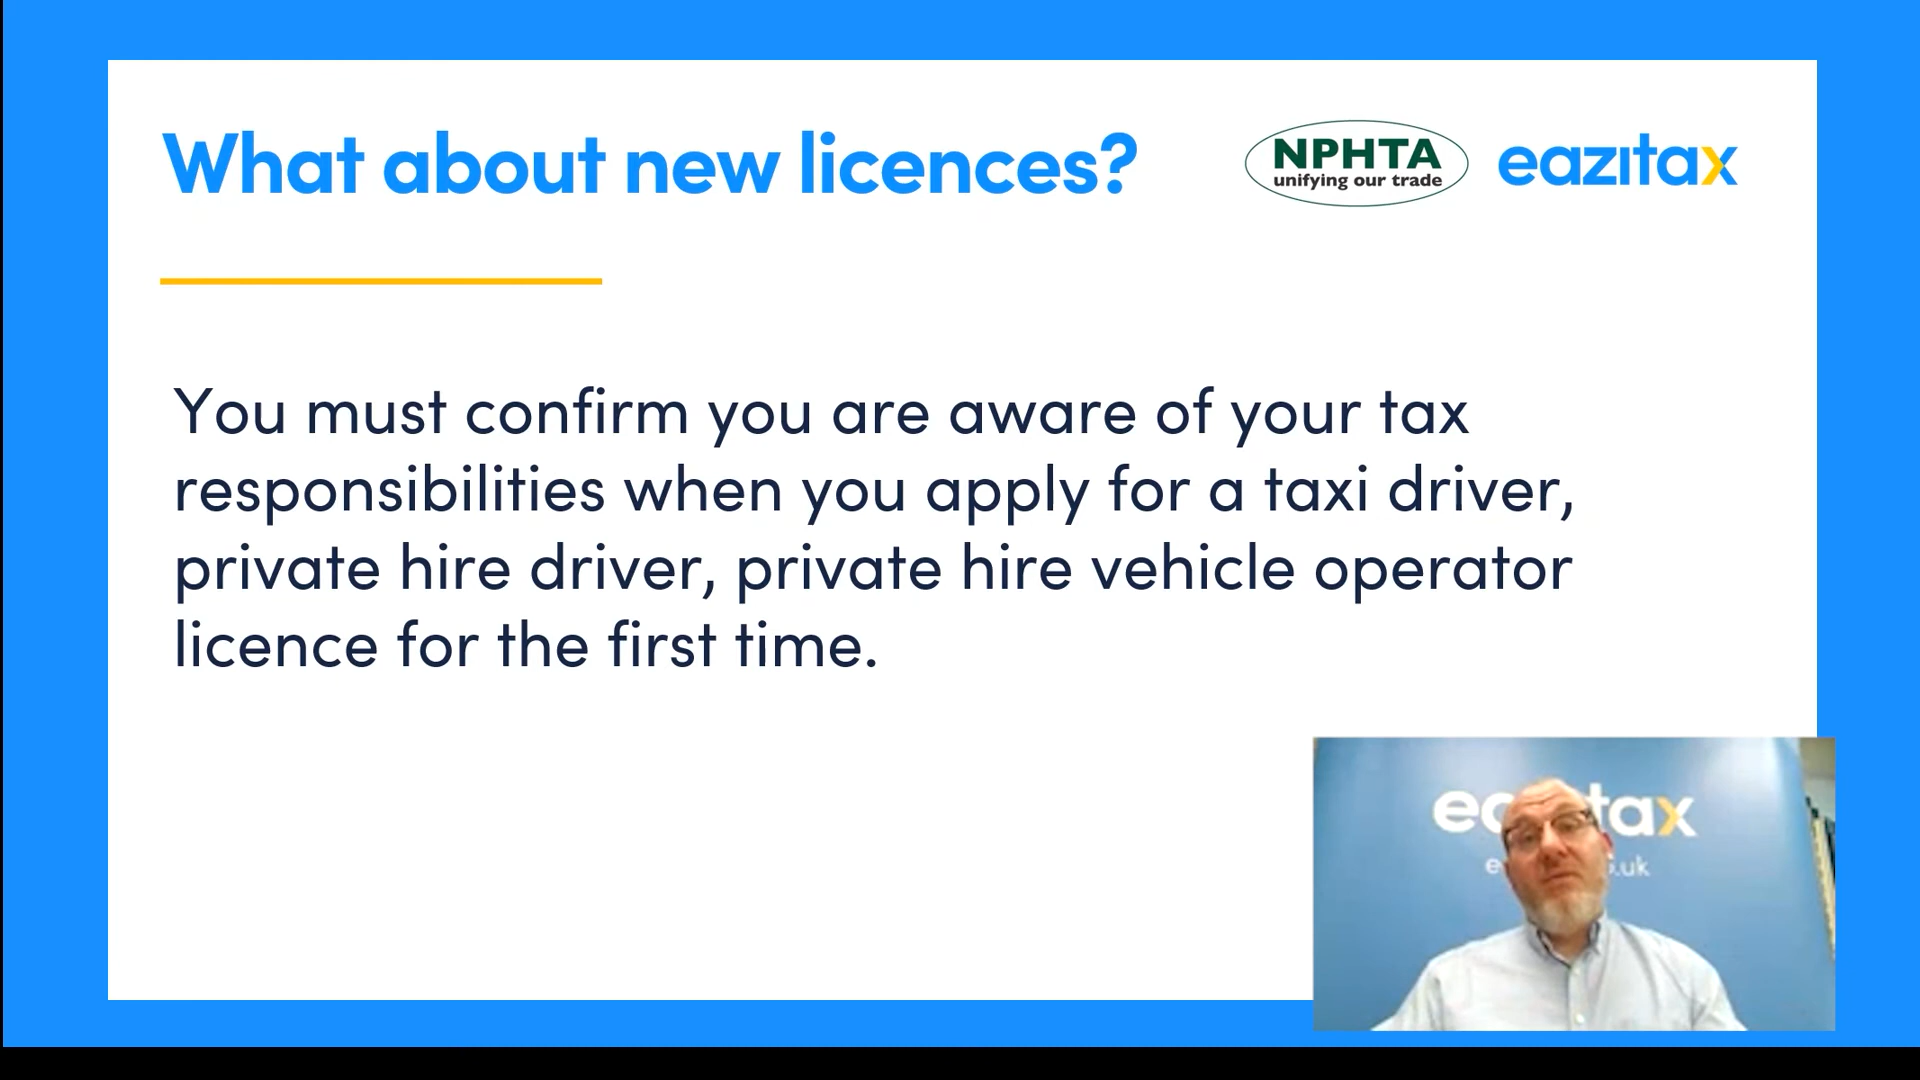 What about new licences?
NPHTA
unifying our trade
eazitax
You must confirm you are aware of your tax
responsibilities when you apply for a taxi driver,
private hire driver, private hire vehicle operator
licence for the first time.
tax
.uk